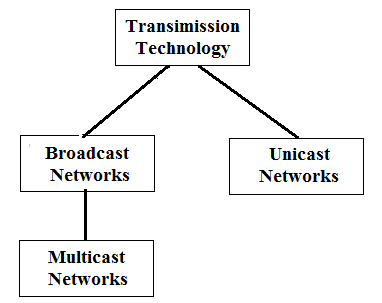 Transimission
Technology
Broadcast
Networks
Unicast
Networks
Multicast
Networks